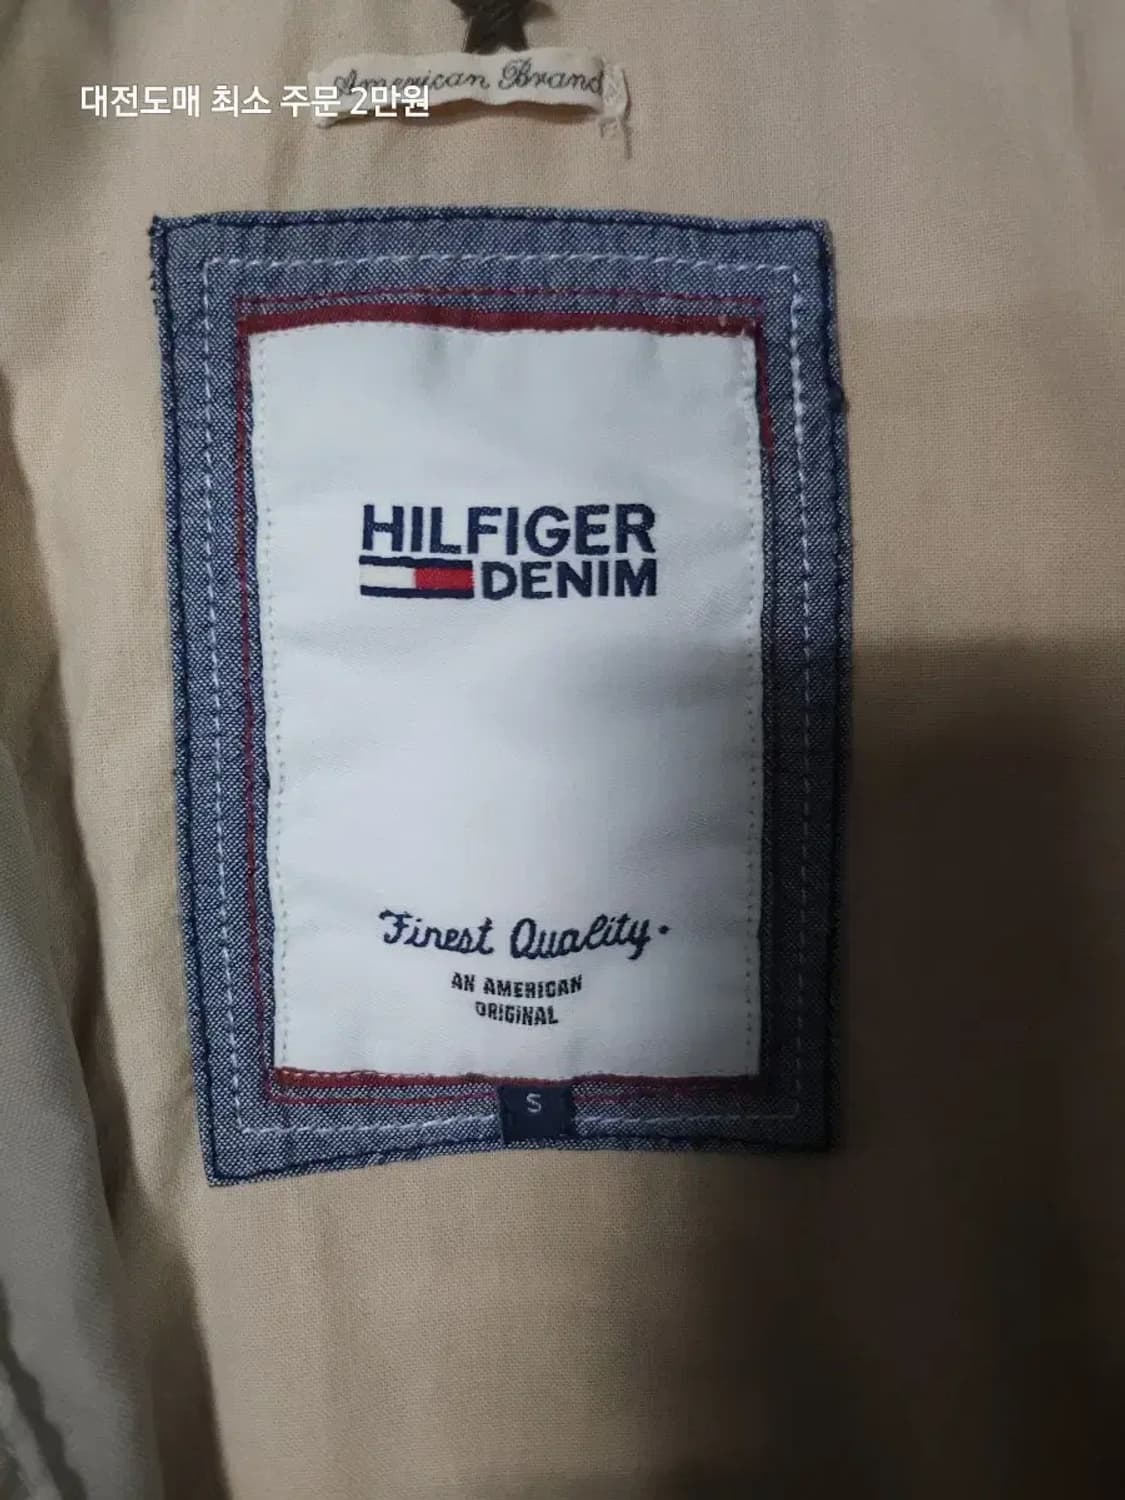 American Brand
대전도매 최소 주문 2만원
HILFIGER
DENIM
Finest Quality.
AN AMERICAN
ORIGINAL
S